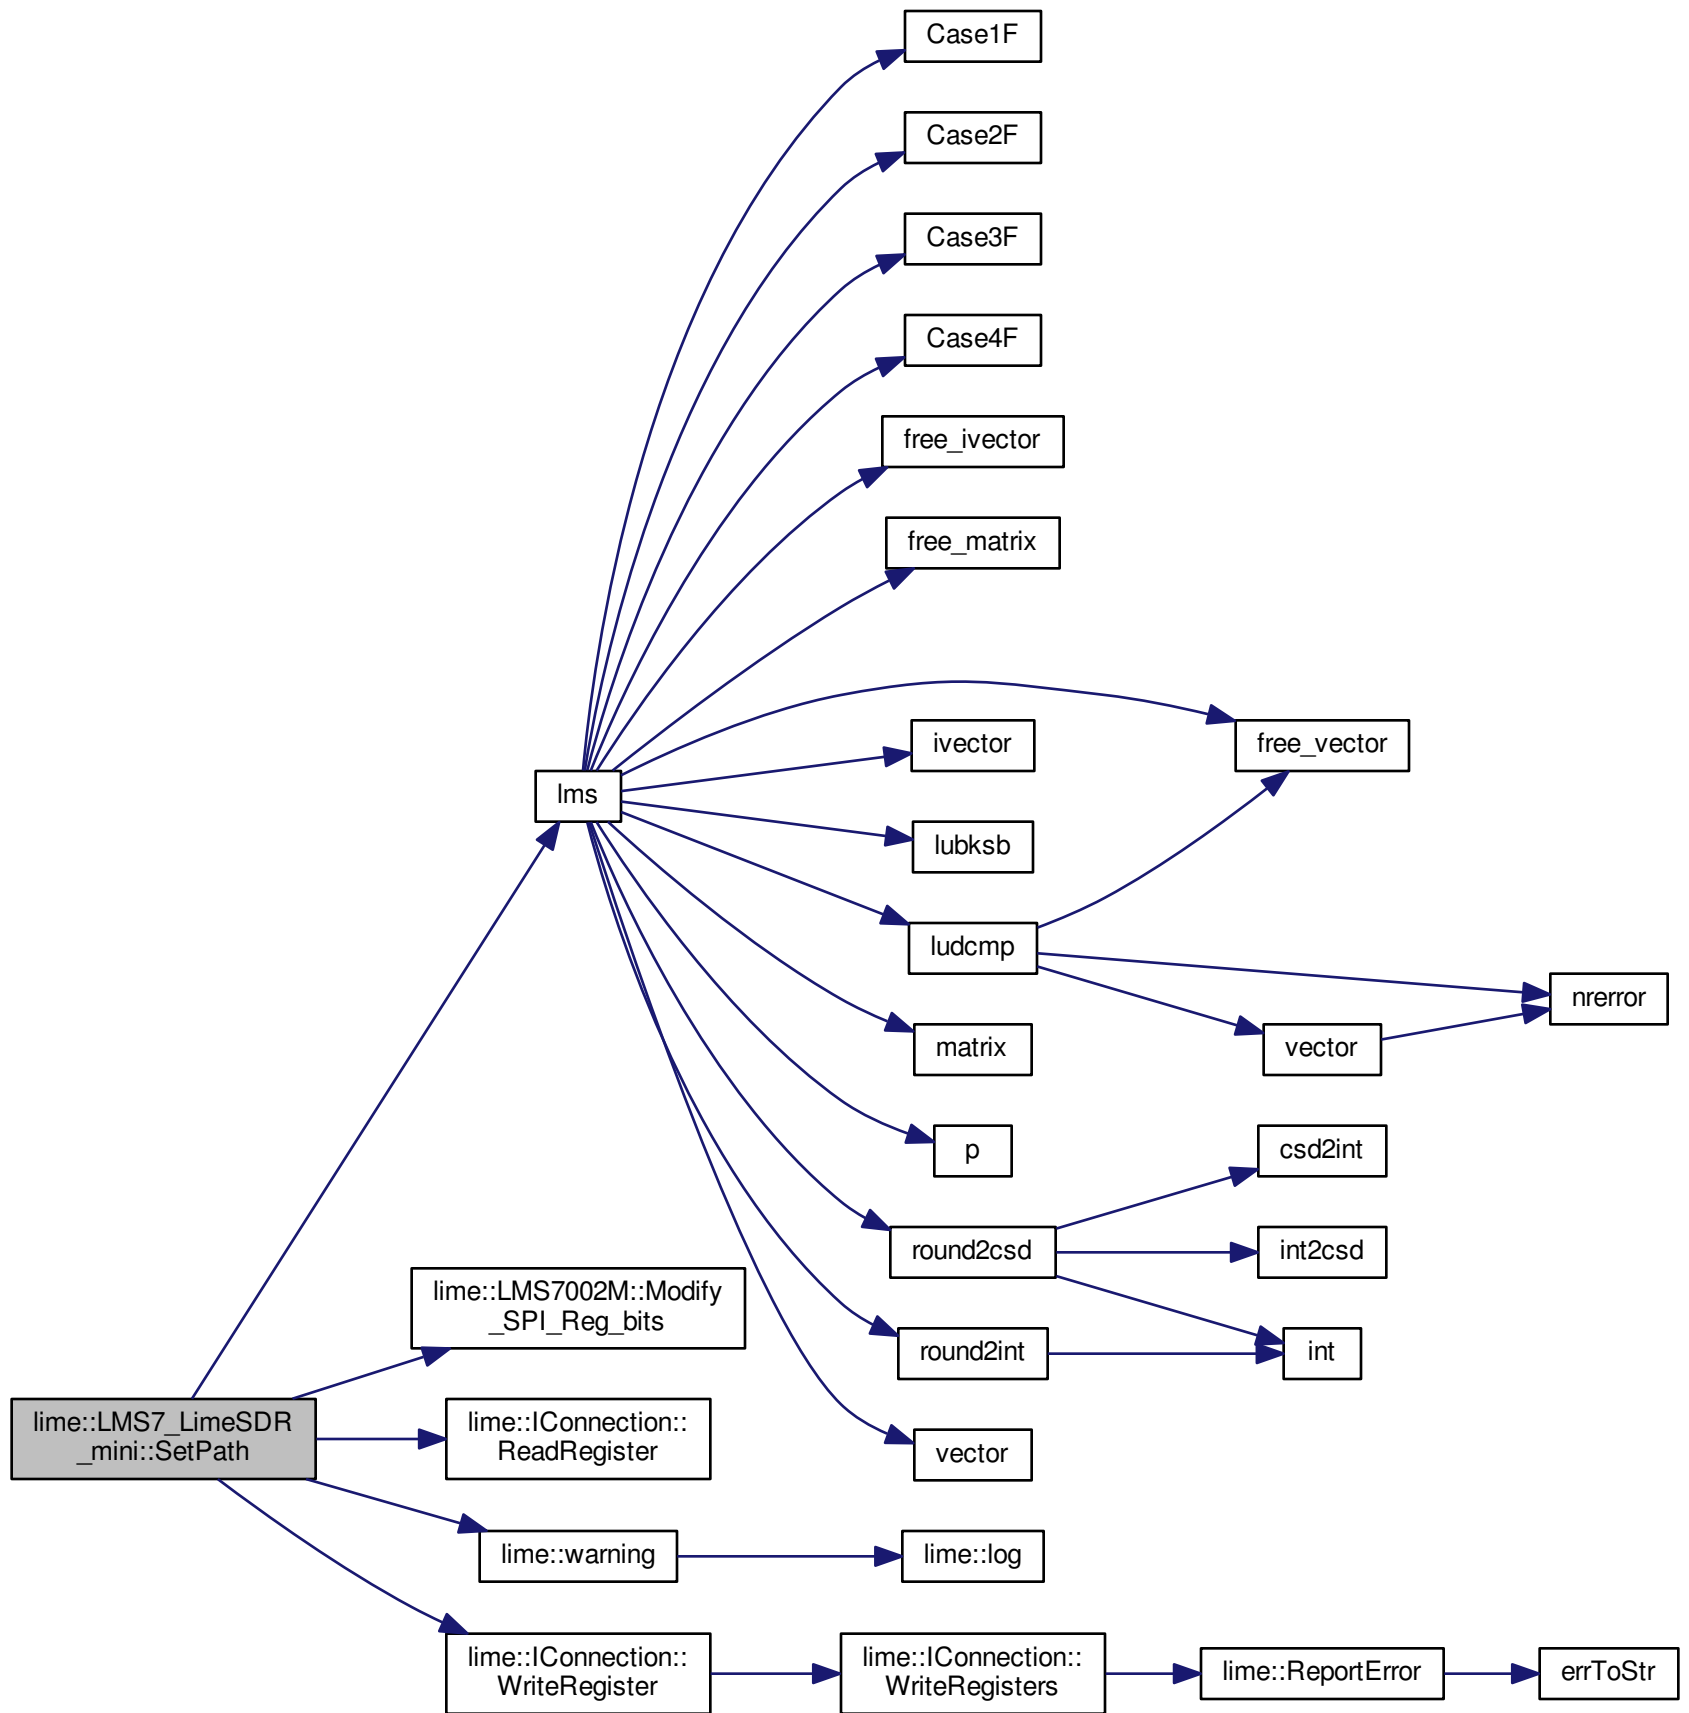 Case1F
Case2F
Case3F
Case4F
free_ivector
free_matrix
ivector
free_vector
lms
lubksb
ludcmp
nrerror
matrix
vector
p
csd2int
round2csd
int2csd
lime::LMS7002M::Modify
_SPI_Reg_bits
round2int
int
lime::LMS7_LimeSDR
_mini::SetPath
lime::IConnection::
ReadRegister
vector
lime::warning
lime::log
lime::IConnection::
WriteRegister
lime::IConnection::
WriteRegisters
lime::ReportError
errToStr